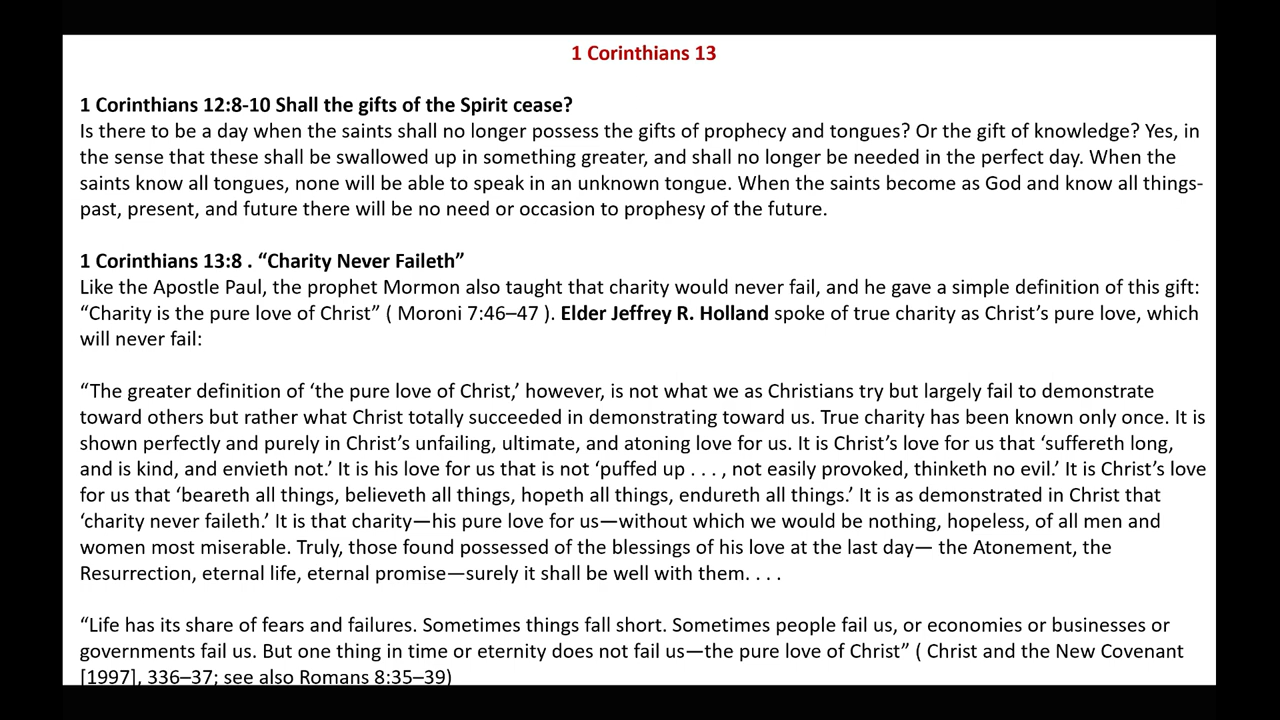 1 Corinthians 13
1 Corinthians 12:8-10 Shall the gifts of the Spirit cease?
Is there to be a day when the saints shall no longer possess the gifts of prophecy and tongues? Or the gift of knowledge? Yes, in
the sense that these shall be swallowed up in something greater, and shall no longer be needed in the perfect day. When the
saints know all tongues, none will be able to speak in an unknown tongue. When the saints become as God and know all things-
past, present, and future there will be no need or occasion to prophesy of the future.
1 Corinthians 13:8 . “Charity Never Faileth”
Like the Apostle Paul, the prophet Mormon also taught that charity would never fail, and he gave a simple definition of this gift:
“Charity is the pure love of Christ” ( Moroni 7:46–47 ). Elder Jeffrey R. Holland spoke of true charity as Christ’s pure love, which
will never fail:
“The greater definition of ‘the pure love of Christ,’ however, is not what we as Christians try but largely fail to demonstrate
toward others but rather what Christ totally succeeded in demonstrating toward us. True charity has been known only once. It is
shown perfectly and purely in Christ’s unfailing, ultimate, and atoning love for us. It is Christ’s love for us that ‘suffereth long,
and is kind, and envieth not.’ It is his love for us that is not ‘puffed up . . . , not easily provoked, thinketh no evil.’ It is Christ’s love
for us that ‘beareth all things, believeth all things, hopeth all things, endureth all things.’ It is as demonstrated in Christ that
‘charity never faileth.’ It is that charity—his pure love for us—without which we would be nothing, hopeless, of all men and
women most miserable. Truly, those found possessed of the blessings of his love at the last day— the Atonement, the
Resurrection, eternal life, eternal promise—surely it shall be well with them. . . .
“Life has its share of fears and failures. Sometimes things fall short. Sometimes people fail us, or economies or businesses or
governments fail us. But one thing in time or eternity does not fail us—the pure love of Christ” ( Christ and the New Covenant
[1997], 336–37; see also Romans 8:35–39)